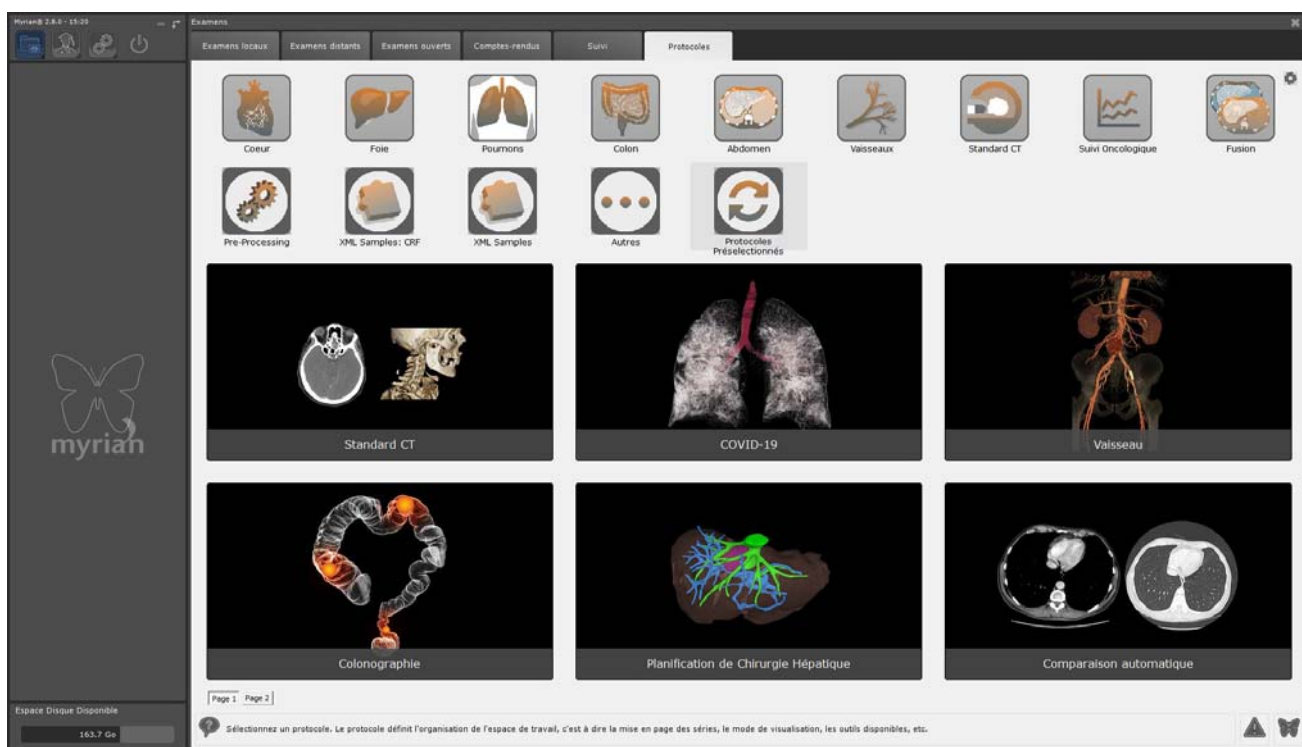 Myrian® 2.8.0 - 15:20
Examens
Examens locaux
Examens distants
Examens ouverts
Comptes-rendus
Suivi
Protocoles
Coeur
Foie
Poumons
Colon
Abdomen
Vaisseaux
Standard CT
Suivi Oncologique
Fusion
Pre-Processing
XML Samples: CRF
XML Samples
Autres
Protocoles
Préselectionnés
Standard CT
COVID-19
Vaisseau
myrian
Colonographie
Planification de Chirurgie Hépatique
Comparaison automatique
Page 1
Page 2
Espace Disque Disponible
163.7 Go
Sélectionnez un protocole. Le protocole définit l'organisation de l'espace de travail, c'est à dire la mise en page des séries, le mode de visualisation, les outils disponibles, etc.